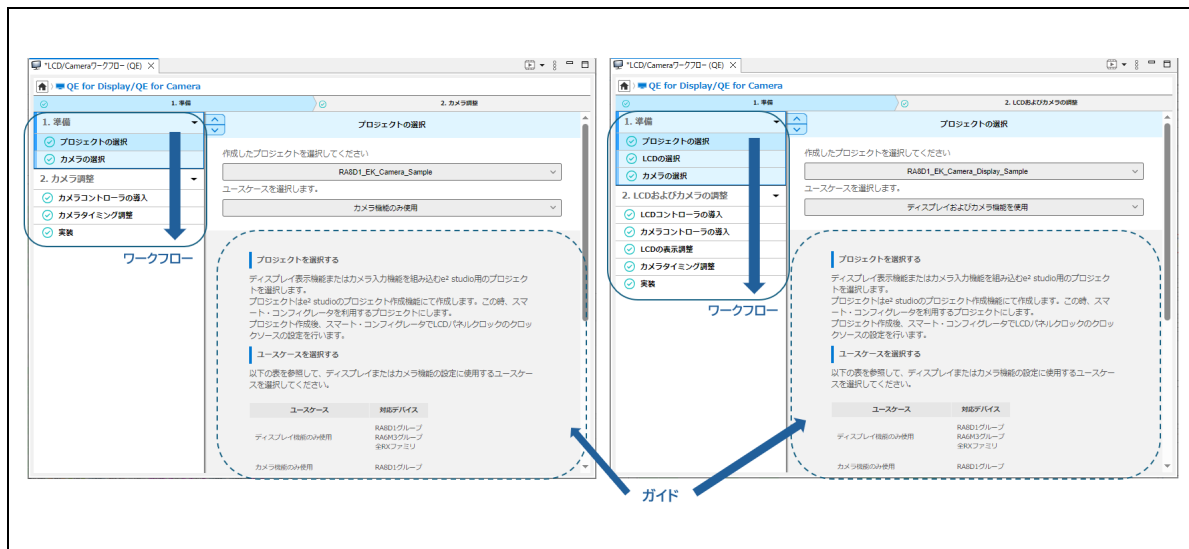 *LCD/Cameraワークフロー (QE)
QE for Display/QE for Camera
1. 準備
2. カメラ調整
1. 準備
プロジェクトの選択
カメラの選択
2. カメラ調整
カメラコントローラの導入
カメラタイミング調整
実装
ワークフロー
プロジェクトの選択
作成したプロジェクトを選択してください
RA8D1_EK_Camera_Sample
ユースケースを選択します。
カメラ機能のみ使用
プロジェクトを選択する
ディスプレイ表示機能またはカメラ入力機能を組み込むe² studio用のプロジェク
トを選択します。
プロジェクトはe² studioのプロジェクト作成機能にて作成します。この時、スマ
ート・コンフィグレータを利用するプロジェクトにします。
プロジェクト作成後、スマート・コンフィグレータでLCDパネルクロックのクロッ
クソースの設定を行います。
ユースケースを選択する
以下の表を参照して、ディスプレイまたはカメラ機能の設定に使用するユースケー
スを選択してください。
ユースケース 対応デバイス
ディスプレイ機能のみ使用
RA8D1グループ
RA6M3グループ
全RXファミリ
カメラ機能のみ使用 RA8D1グループ
*LCD/Cameraワークフロー (QE)
QE for Display/QE for Camera
1. 準備
2. LCDおよびカメラの調整
1. 準備
プロジェクトの選択
LCDの選択
カメラの選択
2. LCDおよびカメラの調整
LCDコントローラの導入
カメラコントローラの導入
LCDの表示調整
カメラタイミング調整
実装
ワークフロー
プロジェクトの選択
作成したプロジェクトを選択してください
RA8D1_EK_Camera_Display_Sample
ユースケースを選択します。
ディスプレイおよびカメラ機能を使用
プロジェクトを選択する
ディスプレイ表示機能またはカメラ入力機能を組み込むe² studio用のプロジェク
トを選択します。
プロジェクトはe² studioのプロジェクト作成機能にて作成します。この時、スマ
ート・コンフィグレータを利用するプロジェクトにします。
プロジェクト作成後、スマート・コンフィグレータでLCDパネルクロックのクロッ
クソースの設定を行います。
ユースケースを選択する
以下の表を参照して、ディスプレイまたはカメラ機能の設定に使用するユースケー
スを選択してください。
ユースケース 対応デバイス
ディスプレイ機能のみ使用
RA8D1グループ
RA6M3グループ
全RXファミリ
カメラ機能のみ使用 RA8D1グループ
ガイド